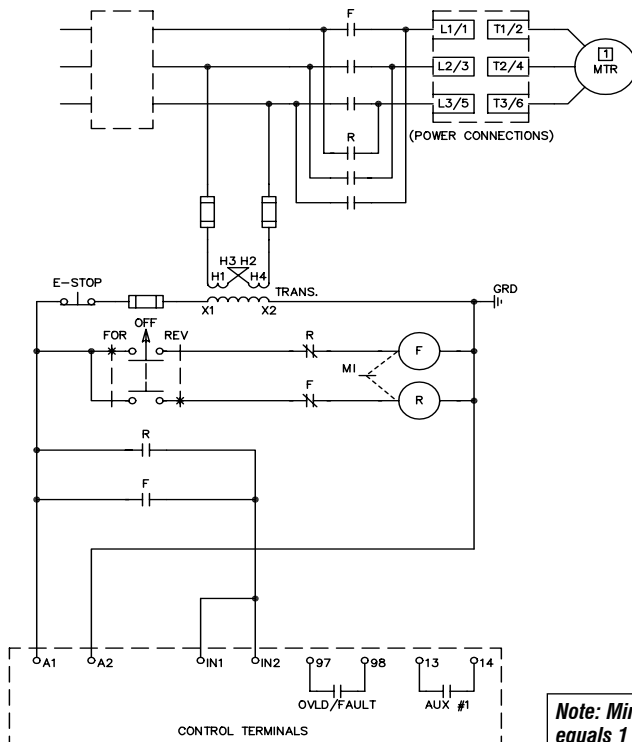 F
L1/1 T1/2
1
MTR
L2/3 T2/4
L3/5 T3/6
(POWER CONNECTIONS)
R
H3 H2
H1 H4
E-STOP
TRANS.
GRD
X1 X2
OFF
FOR REV
R
F
MI
F
R
R
F
A1 A2 IN1 IN2 97 98 13 14
OVLD/FAULT AUX #1
CONTROL TERMINALS
Note: Min
equals 1